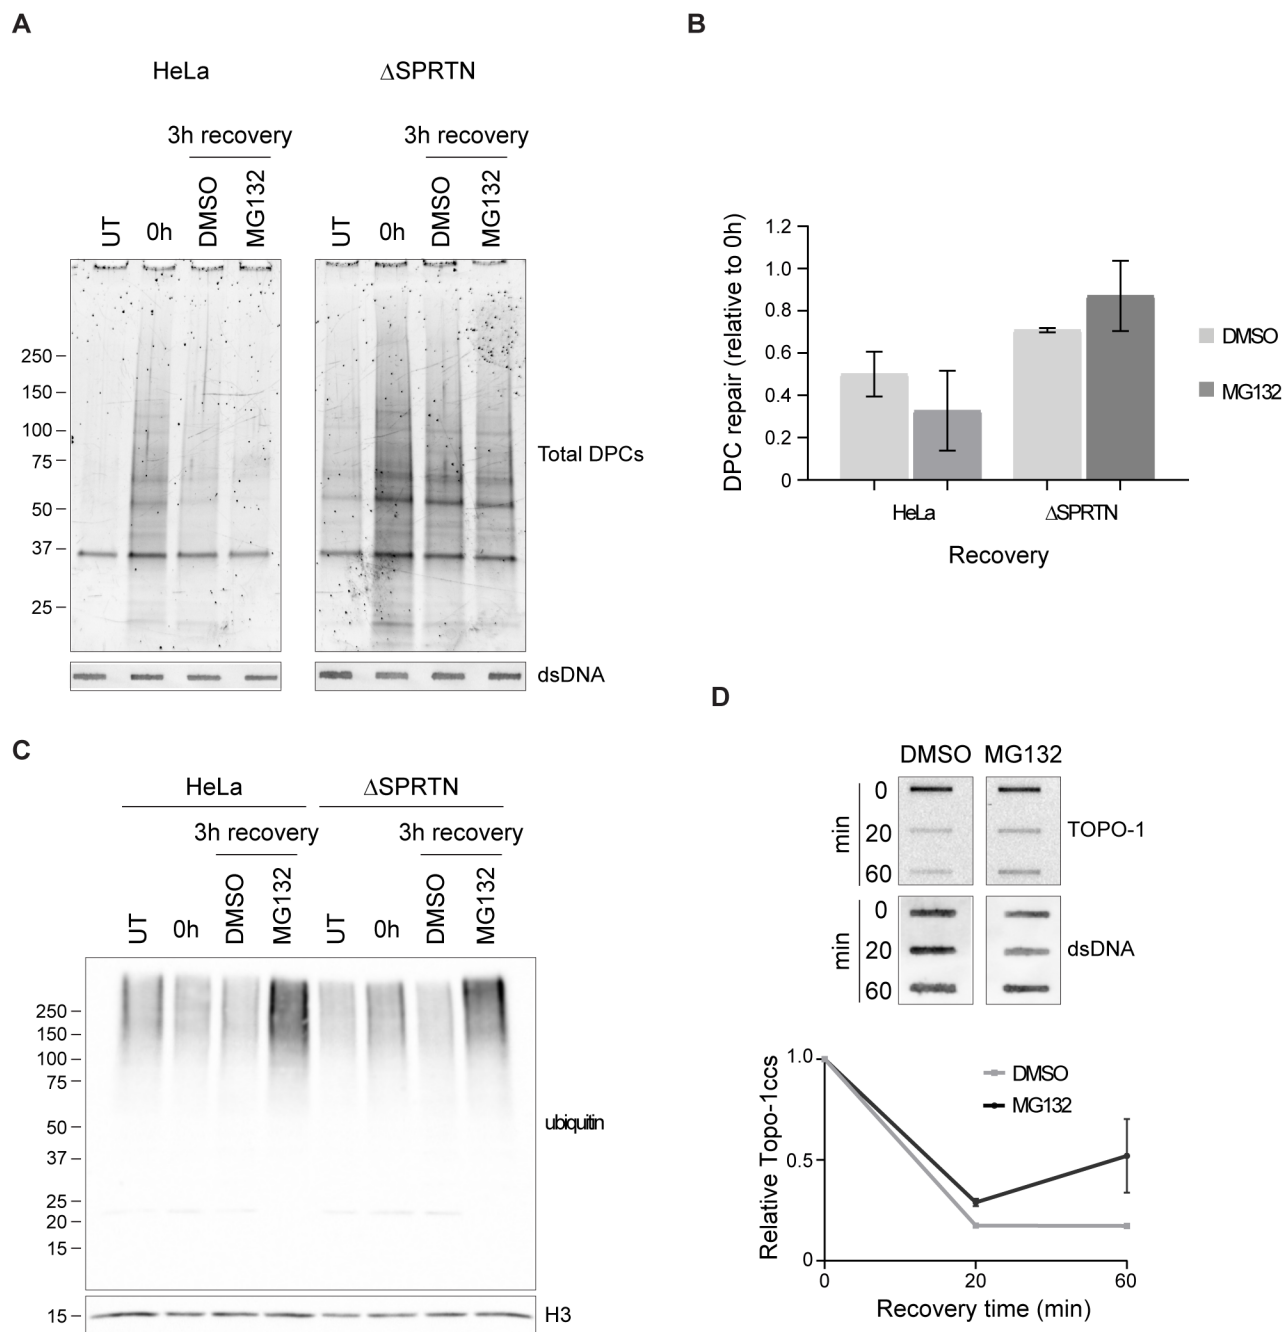 A
HeLa
ΔSPRTN
3h recovery
3h recovery
UT
0h
DMSO
MG132
UT
0h
DMSO
MG132
250
150
100
75
50
37
25
Total DPCs
dsDNA
B
DPC repair (relative to 0h)
1.2
1.0
0.8
0.6
0.4
0.2
0
HeLa
ΔSPRTN
Recovery
DMSO
MG132
C
HeLa
ΔSPRTN
3h recovery
3h recovery
UT
0h
DMSO
MG132
UT
0h
DMSO
MG132
250
150
100
75
50
37
25
20
15
ubiquitin
15
H3
D
DMSO MG132
min
0
20
60
TOPO-1
min
0
20
60
dsDNA
Relative Topo-1ccs
1.0
0.5
0
DMSO
MG132
0 20 60
Recovery time (min)